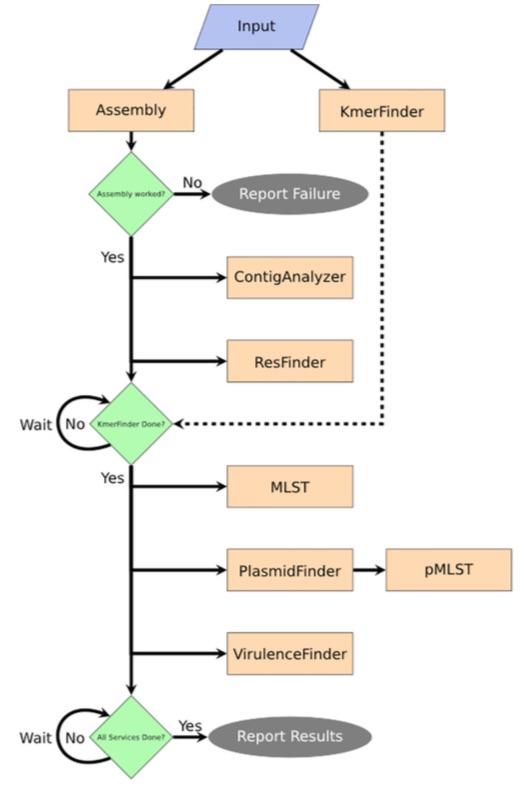 Input
Assembly
KmerFinder
Assembly worked?
No
Report Failure
Yes
ContigAnalyzer
ResFinder
Wait
No
KmerFinder Done?
Yes
MLST
PlasmidFinder
pMLST
VirulenceFinder
Wait
No
All Services Done?
Yes
Report Results